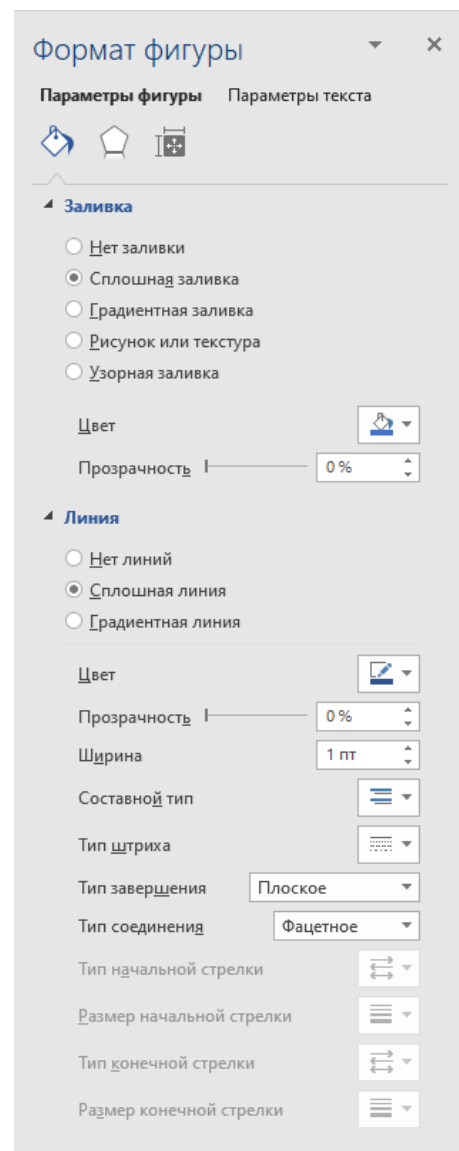 Формат фигуры
Параметры фигуры Параметры текста
Заливка
Нет заливки
Сплошная заливка
Градиентная заливка
Рисунок или текстура
Узорная заливка
Цвет
Прозрачность 0 %
Линия
Нет линий
Сплошная линия
Градиентная линия
Цвет
Прозрачность 0 %
Ширина 1 пт
Составной тип
Тип штриха
Тип завершения Плоское
Тип соединения Фацетное
Тип начальной стрелки
Размер начальной стрелки
Тип конечной стрелки
Размер конечной стрелки